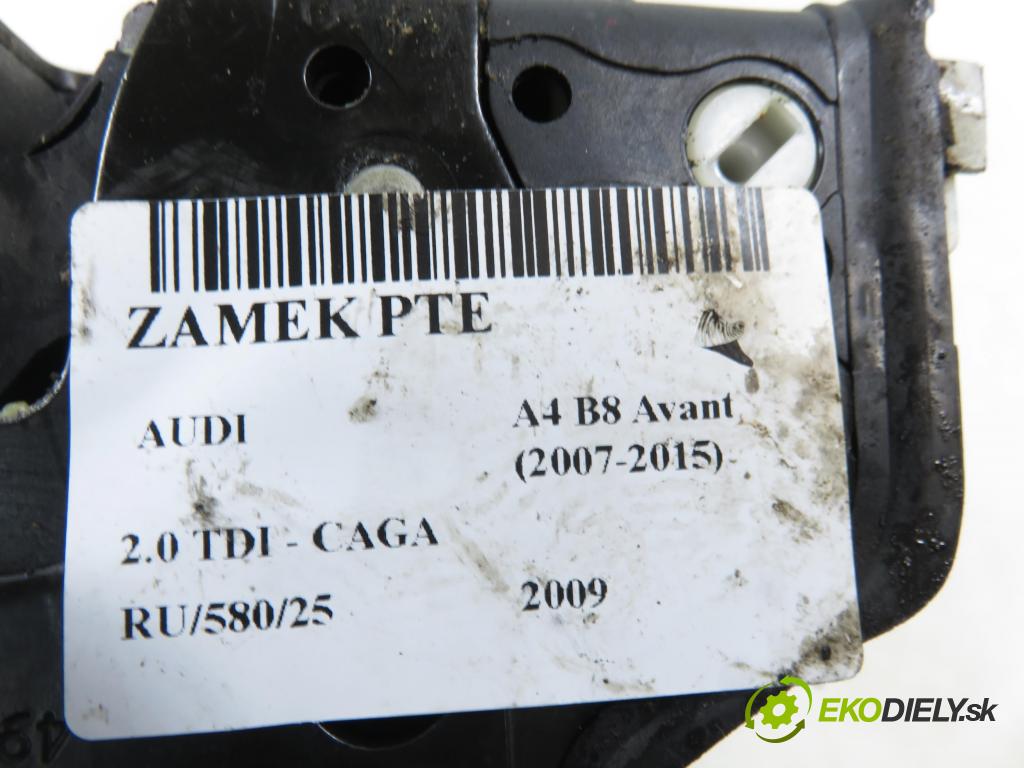 ZAMEK PTE
AUDI
A4 B8 Avant
(2007-2015)
2.0 TDI - CAGA
RU/580/25
2009
EKODIELY.sk